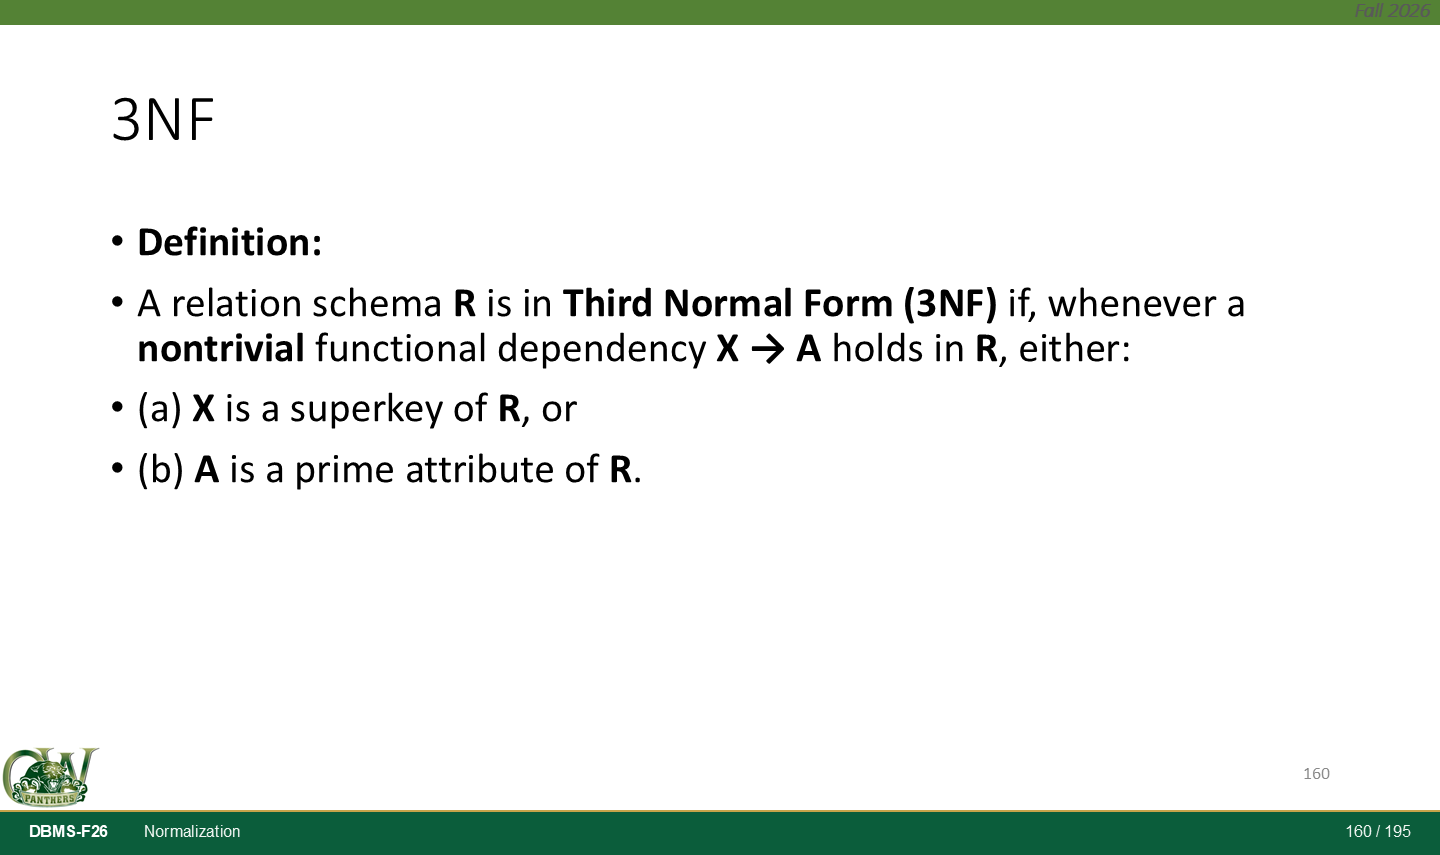 Fall 2026
3NF
• Definition:
• A relation schema R is in Third Normal Form (3NF) if, whenever a
nontrivial functional dependency X → A holds in R, either:
• (a) X is a superkey of R, or
• (b) A is a prime attribute of R.
OW
PANTHERS
160
DBMS-F26 Normalization 160 / 195